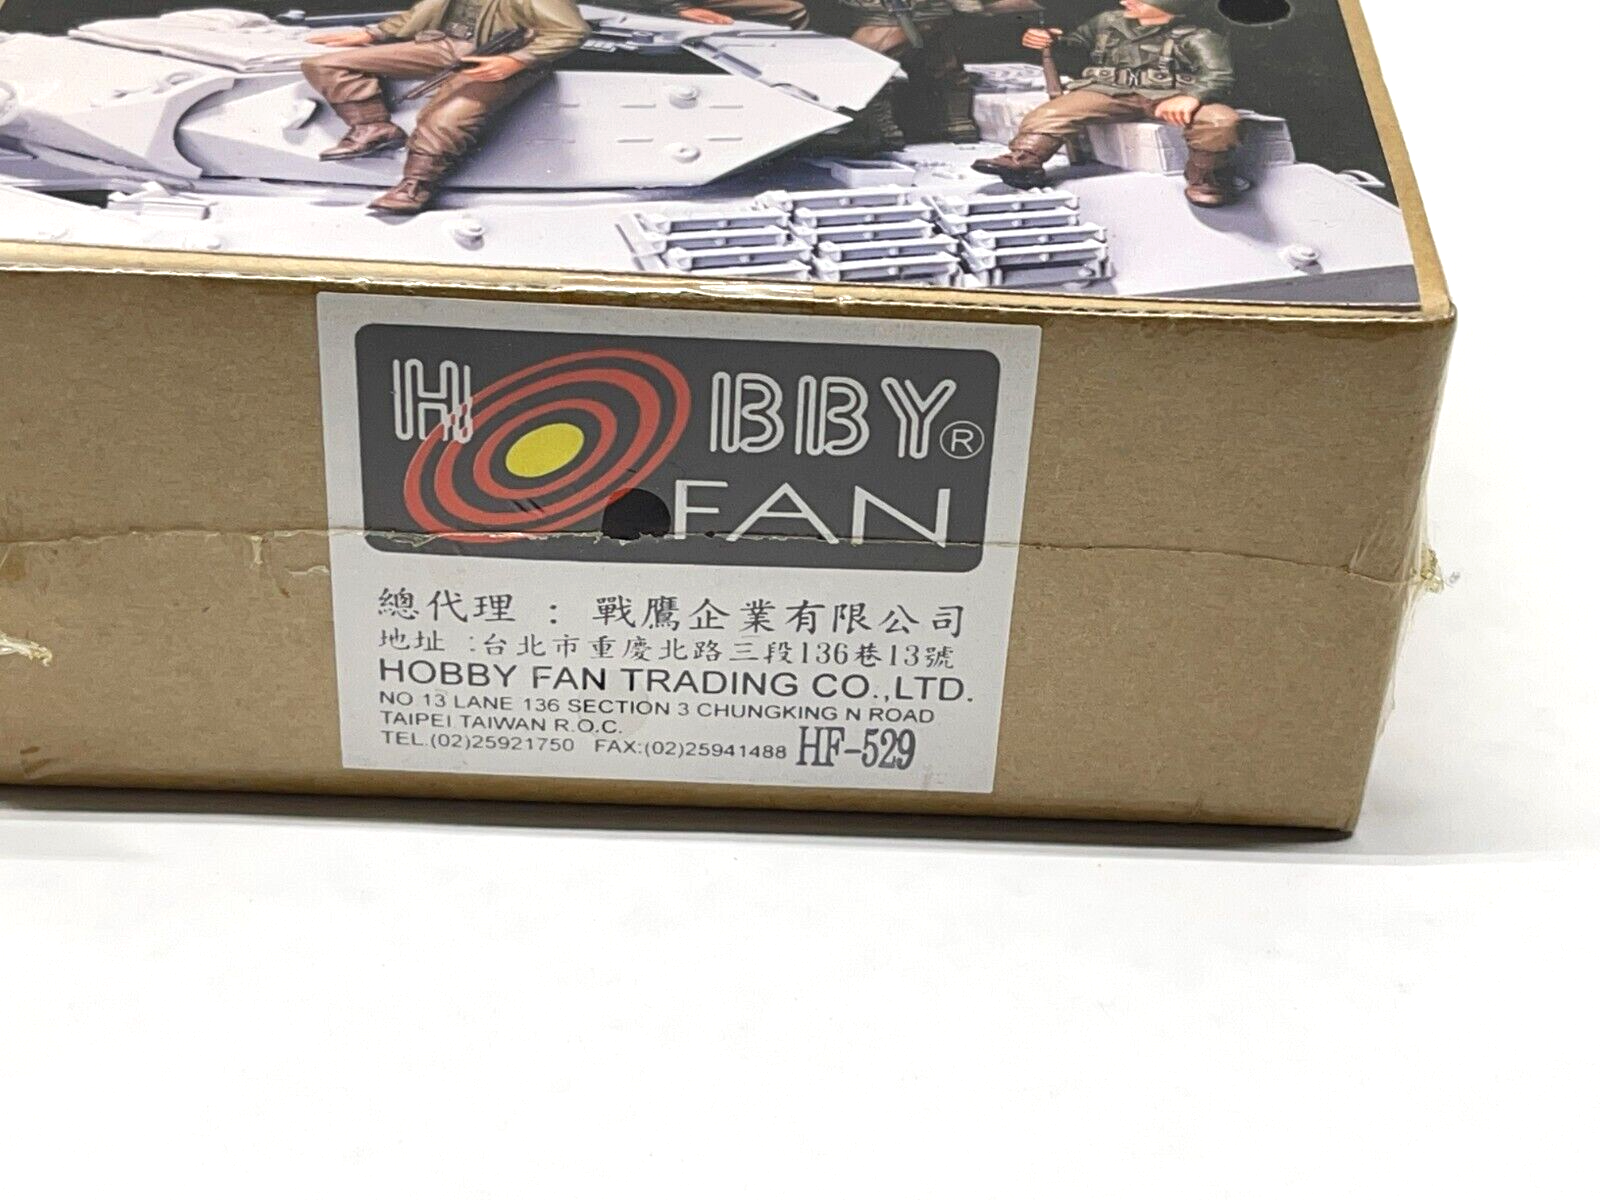 HOBBY®
FAN
總代理 : 戰鷹企業有限公司
地址 :台北市重慶北路三段136巷13號
HOBBY FAN TRADING CO.,LTD.
NO 13 LANE 136 SECTION 3 CHUNGKING N ROAD
TAIPEI TAIWAN R.O.C.
TEL.(02)25921750 FAX:(02)25941488 HF-529